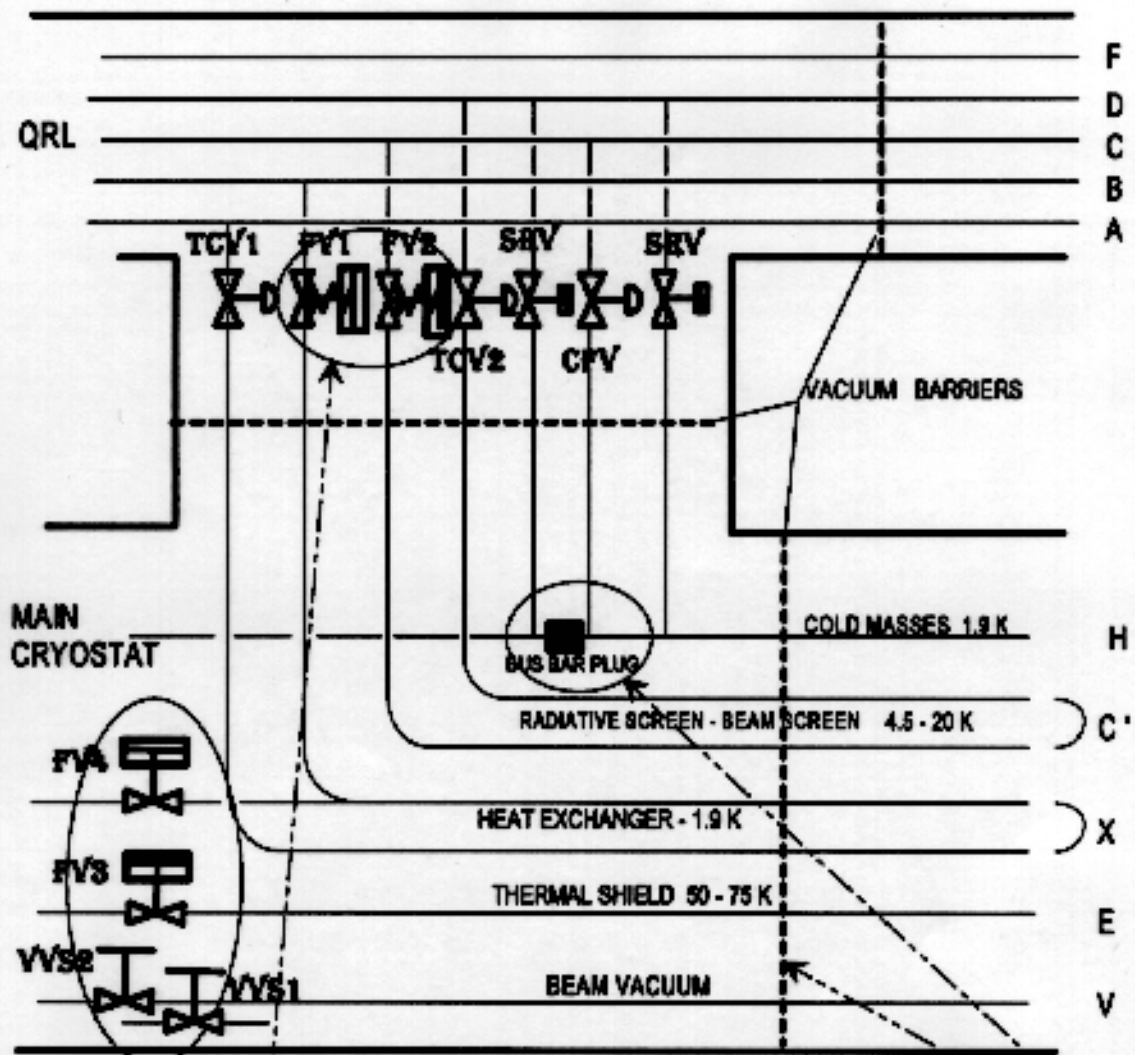 F
D
QRL
C
B
A
TCV1 FV1 FV2 SRV SRV
TCV2 CFV
VACUUM BARRIERS
MAIN
CRYOSTAT
COLD MASSES 1.9 K H
BUS BAR PLUG
RADIATIVE SCREEN - BEAM SCREEN 4.5 - 20 K C'
FV4
HEAT EXCHANGER - 1.9 K X
FV3
THERMAL SHIELD 50 - 75 K E
VVS2
VVS1
BEAM VACUUM V